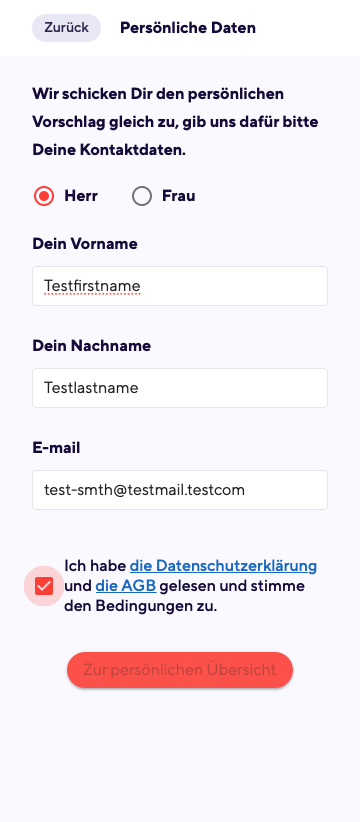 Zurück
Persönliche Daten
Wir schicken Dir den persönlichen
Vorschlag gleich zu, gib uns dafür bitte
Deine Kontaktdaten.
Herr
Frau
Dein Vorname
Testfirstname
Dein Nachname
Testlastname
E-mail
test-smth@testmail.testcom
Ich habe die Datenschutzerklärung
und die AGB gelesen und stimme
den Bedingungen zu.
Zur persönlichen Übersicht